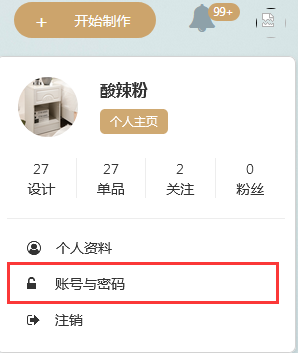 + 开始制作 99+
酸辣粉
个人主页
27 27 2 0
设计 单品 关注 粉丝
个人资料
账号与密码
注销